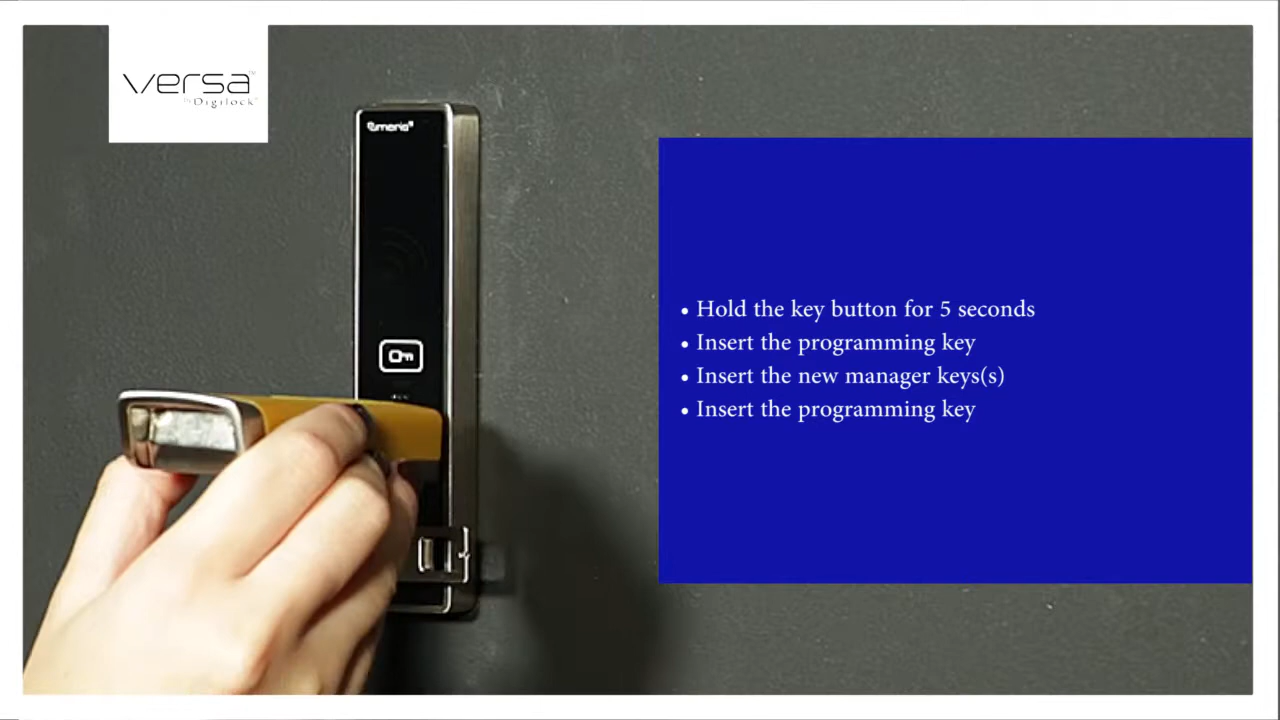 versa
by Digilock
• Hold the key button for 5 seconds
• Insert the programming key
• Insert the new manager keys(s)
• Insert the programming key